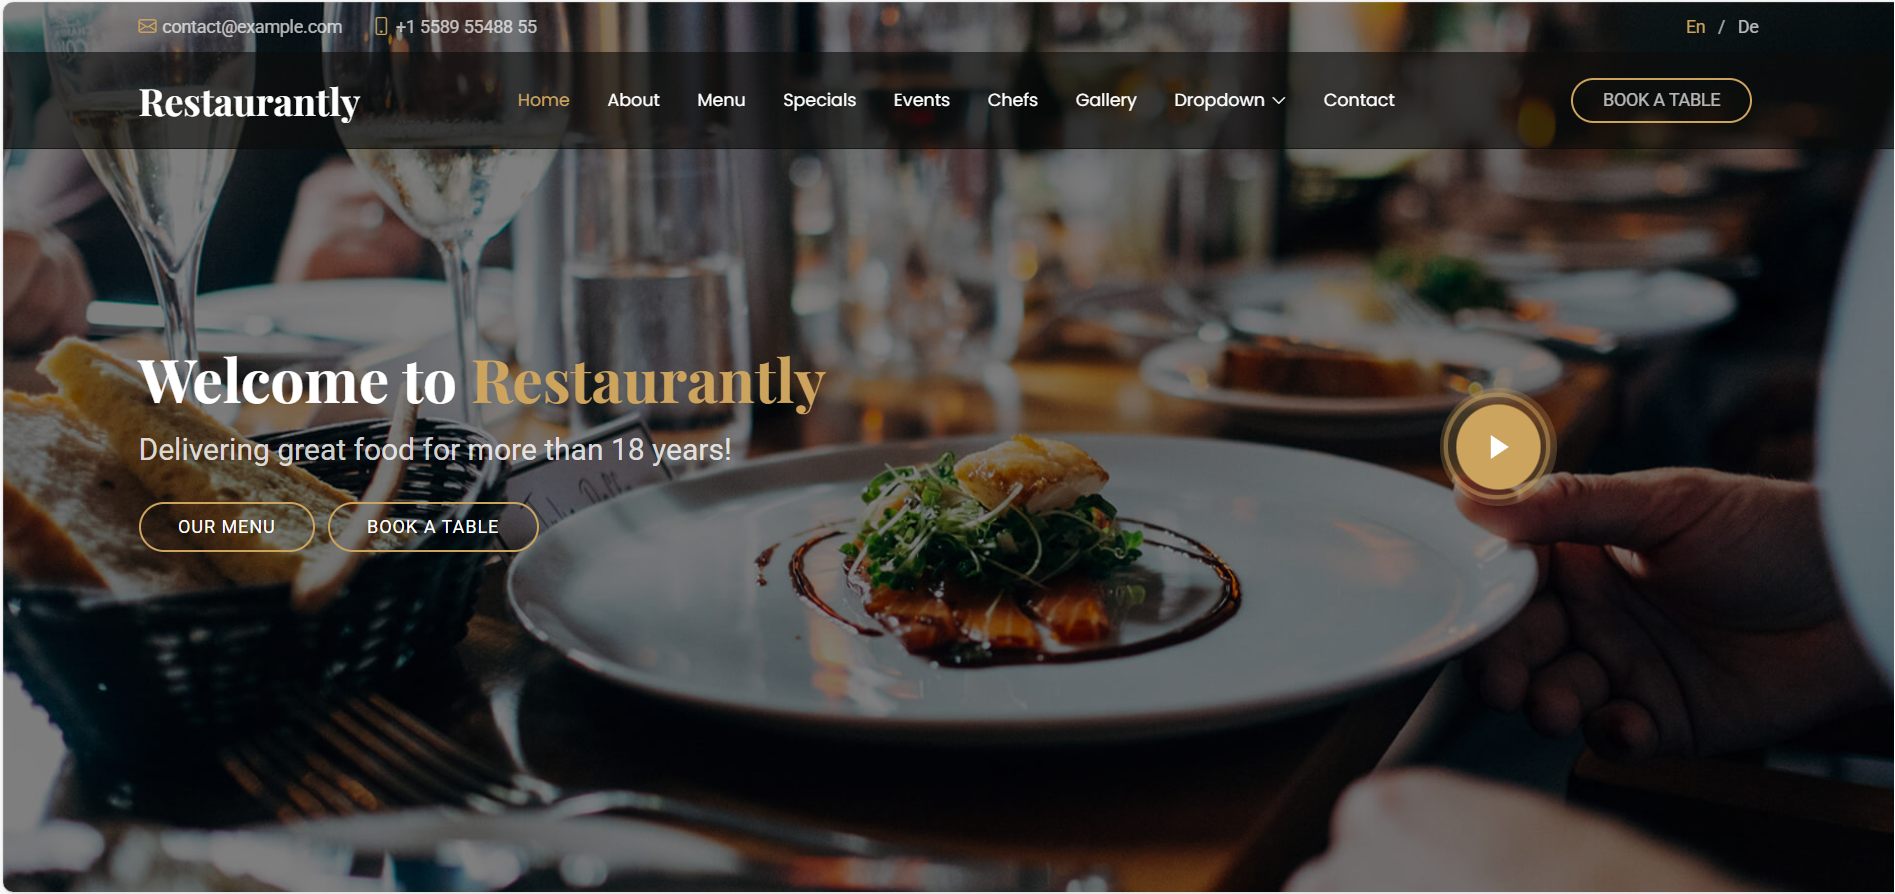 contact@example.com +1 5589 55488 55 En / De
Restaurantly Home About Menu Specials Events Chefs Gallery Dropdown Contact BOOK A TABLE
Welcome to Restaurantly
Delivering great food for more than 18 years!
OUR MENU BOOK A TABLE